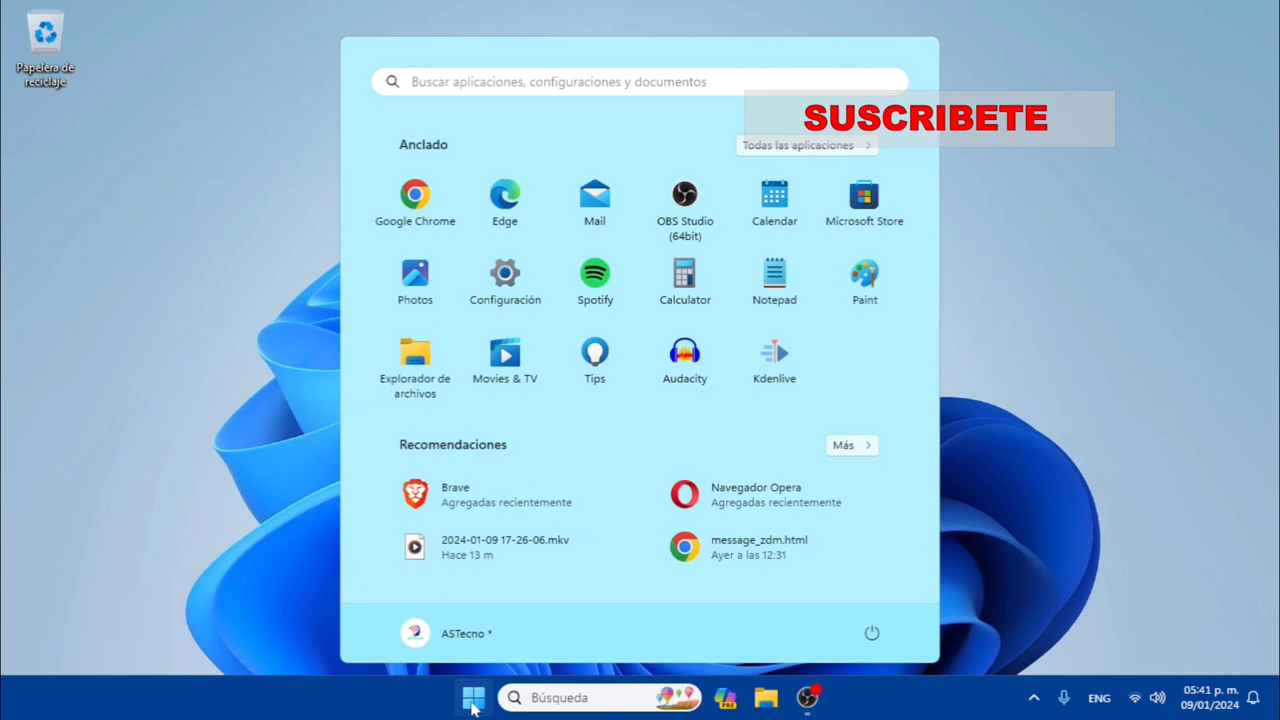 Papelera de
reciclaje
Buscar aplicaciones, configuraciones y documentos
SUSCRIBETE
Anclado
Todas las aplicaciones
Google Chrome
Edge
Mail
OBS Studio
(64bit)
Calendar
Microsoft Store
Photos
Configuración
Spotify
Calculator
Notepad
Paint
Explorador de
archivos
Movies & TV
Tips
Audacity
Kdenlive
Recomendaciones
Más
Brave
Agregadas recientemente
Navegador Opera
Agregadas recientemente
2024-01-09 17-26-06.mkv
Hace 13 m
message_zdm.html
Ayer a las 12:31
ASTecno *
Búsqueda
PRE
ENG
05:41 p. m.
09/01/2024